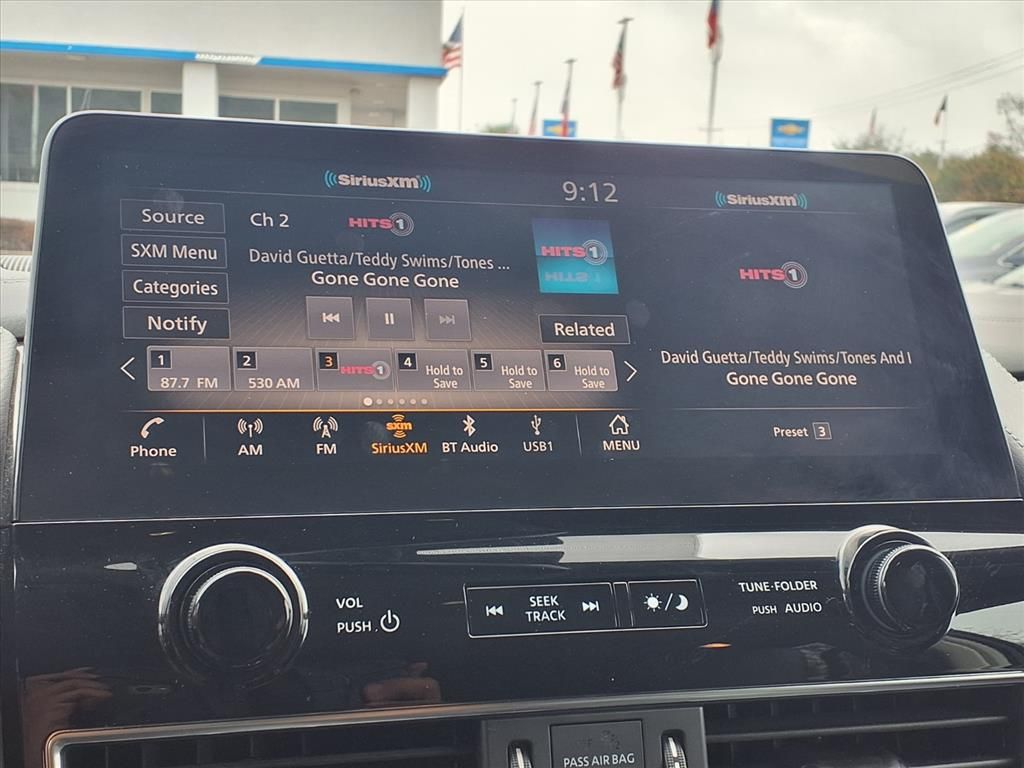 SiriusXM
9:12
SiriusXM
Source
Ch 2
HITS 1
HITS 1
SXM Menu
David Guetta/Teddy Swims/Tones ...
Gone Gone Gone
Categories
Notify
Related
HITS 1
David Guetta/Teddy Swims/Tones And I
Gone Gone Gone
Preset 3
1 87.7 FM
2 530 AM
3 HITS 1
4 Hold to Save
5 Hold to Save
6 Hold to Save
Phone
AM
FM
sxm
SiriusXM
BT Audio
USB1
MENU
VOL
PUSH
SEEK
TRACK
TUNE·FOLDER
PUSH AUDIO
PASS AIR BAG